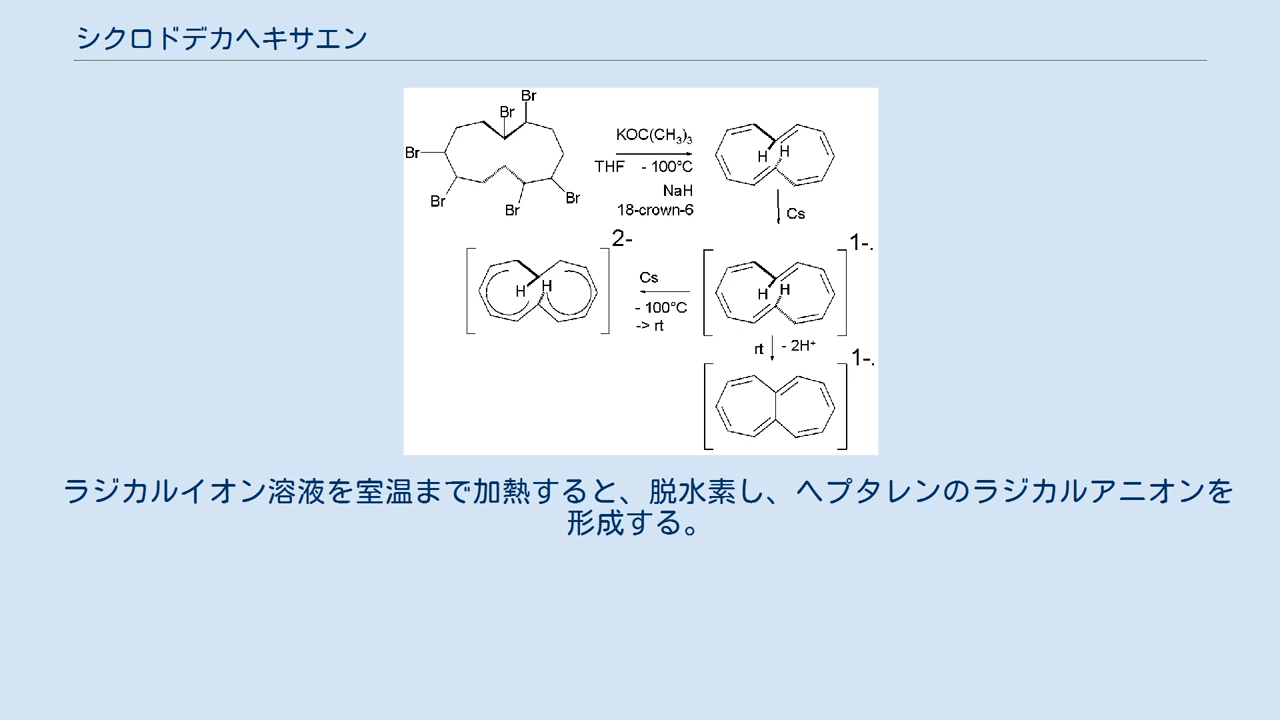 シクロドデカヘキサエン
Br
Br
Br
Br
Br
Br
KOC(CH₃)₃
THF - 100°C
NaH
18-crown-6
H H
Cs
2-
H H
Cs
- 100°C
-> rt
1-.
H H
rt - 2H⁺
1-.
ラジカルイオン溶液を室温まで加熱すると、脱水素し、ヘプタレンのラジカルアニオンを
形成する。